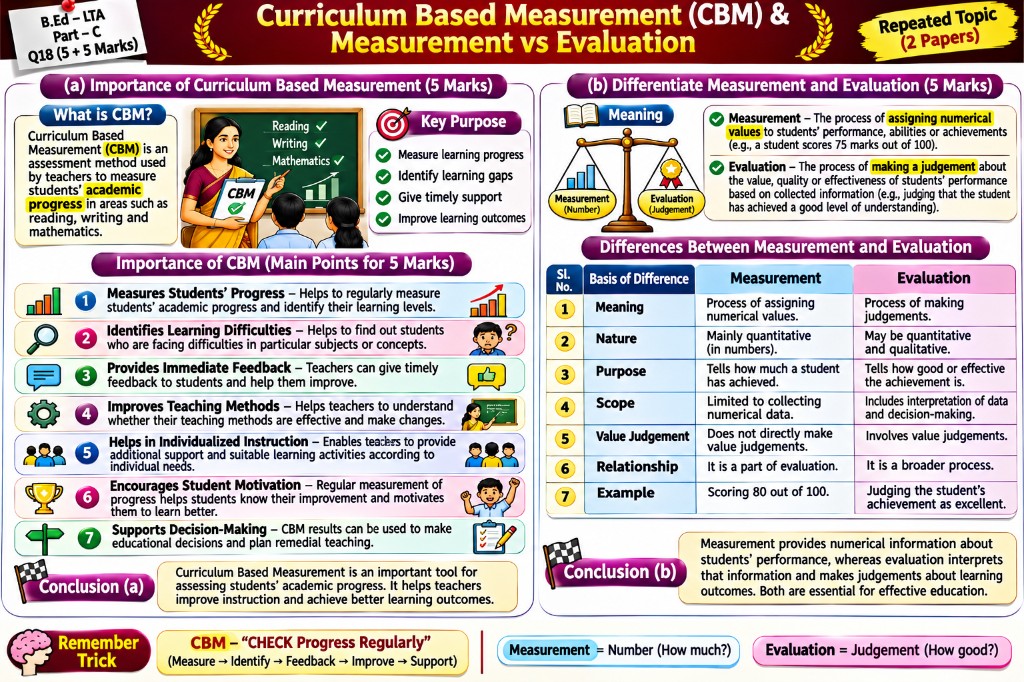 B.Ed – LTA
Part – C
Q18 (5 + 5 Marks)
Curriculum Based Measurement (CBM) &
Measurement vs Evaluation
Repeated Topic
(2 Papers)
(a) Importance of Curriculum Based Measurement (5 Marks)
What is CBM?
Curriculum Based
Measurement (CBM) is an
assessment method used
by teachers to measure
students' academic
progress in areas such as
reading, writing and
mathematics.
Reading ✓
Writing ✓
Mathematics ✓
CBM
Key Purpose
Measure learning progress
Identify learning gaps
Give timely support
Improve learning outcomes
Importance of CBM (Main Points for 5 Marks)
1 Measures Students' Progress – Helps to regularly measure
students' academic progress and identify their learning levels.
2 Identifies Learning Difficulties – Helps to find out students
who are facing difficulties in particular subjects or concepts.
3 Provides Immediate Feedback – Teachers can give timely
feedback to students and help them improve.
4 Improves Teaching Methods – Helps teachers to understand
whether their teaching methods are effective and make changes.
5 Helps in Individualized Instruction – Enables teachers to provide
additional support and suitable learning activities according to
individual needs.
6 Encourages Student Motivation – Regular measurement of
progress helps students know their improvement and motivates
them to learn better.
7 Supports Decision-Making – CBM results can be used to make
educational decisions and plan remedial teaching.
Conclusion (a)
Curriculum Based Measurement is an important tool for
assessing students' academic progress. It helps teachers
improve instruction and achieve better learning outcomes.
(b) Differentiate Measurement and Evaluation (5 Marks)
Meaning
Measurement
(Number)
Evaluation
(Judgement)
Measurement – The process of assigning numerical
values to students' performance, abilities or achievements
(e.g., a student scores 75 marks out of 100).
Evaluation – The process of making a judgement about
the value, quality or effectiveness of students' performance
based on collected information (e.g., judging that the student
has achieved a good level of understanding).
Differences Between Measurement and Evaluation
Sl. No. Basis of Difference Measurement Evaluation
1 Meaning Process of assigning numerical values. Process of making judgements.
2 Nature Mainly quantitative (in numbers). May be quantitative and qualitative.
3 Purpose Tells how much a student has achieved. Tells how good or effective the achievement is.
4 Scope Limited to collecting numerical data. Includes interpretation of data and decision-making.
5 Value Judgement Does not directly make value judgements. Involves value judgements.
6 Relationship It is a part of evaluation. It is a broader process.
7 Example Scoring 80 out of 100. Judging the student's achievement as excellent.
Conclusion (b)
Measurement provides numerical information about
students' performance, whereas evaluation interprets
that information and makes judgements about learning
outcomes. Both are essential for effective education.
Remember
Trick
CBM – "CHECK Progress Regularly"
(Measure → Identify → Feedback → Improve → Support)
Measurement = Number (How much?)
Evaluation = Judgement (How good?)